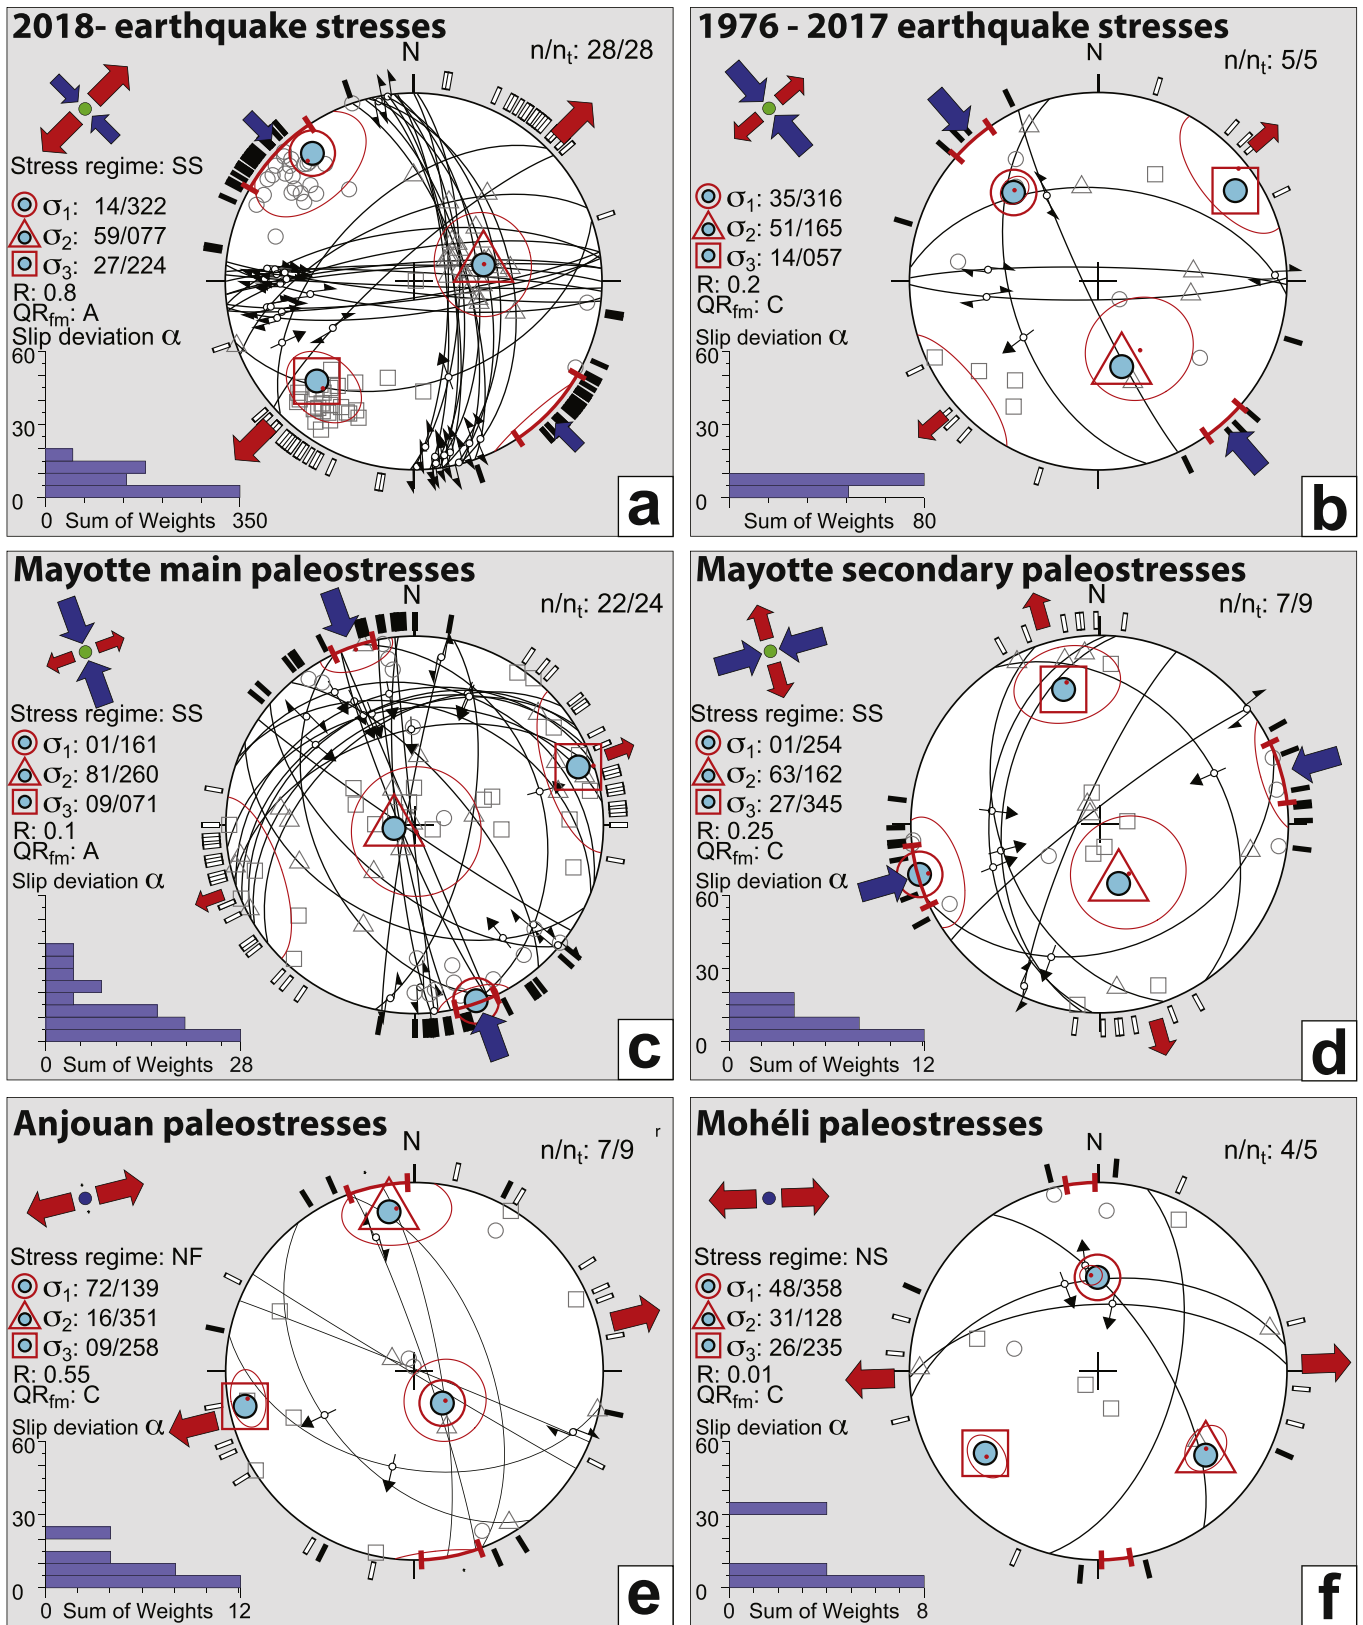 2018- earthquake stresses
N
n/nt: 28/28
Stress regime: SS
σ1: 14/322
σ2: 59/077
σ3: 27/224
R: 0.8
QRfm: A
Slip deviation α
60
30
0
0 Sum of Weights 350
a
1976 - 2017 earthquake stresses
N
n/nt: 5/5
σ1: 35/316
σ2: 51/165
σ3: 14/057
R: 0.2
QRfm: C
Slip deviation α
60
30
0
Sum of Weights 80
b
Mayotte main paleostresses
N
n/nt: 22/24
Stress regime: SS
σ1: 01/161
σ2: 81/260
σ3: 09/071
R: 0.1
QRfm: A
Slip deviation α
0 Sum of Weights 28
c
Mayotte secondary paleostresses
N
n/nt: 7/9
Stress regime: SS
σ1: 01/254
σ2: 63/162
σ3: 27/345
R: 0.25
QRfm: C
Slip deviation α
60
30
0
0 Sum of Weights 12
d
Anjouan paleostresses
N
n/nt: 7/9
r
Stress regime: NF
σ1: 72/139
σ2: 16/351
σ3: 09/258
R: 0.55
QRfm: C
Slip deviation α
60
30
0
0 Sum of Weights 12
e
Mohéli paleostresses
N
n/nt: 4/5
Stress regime: NS
σ1: 48/358
σ2: 31/128
σ3: 26/235
R: 0.01
QRfm: C
Slip deviation α
60
30
0
0 Sum of Weights 8
f